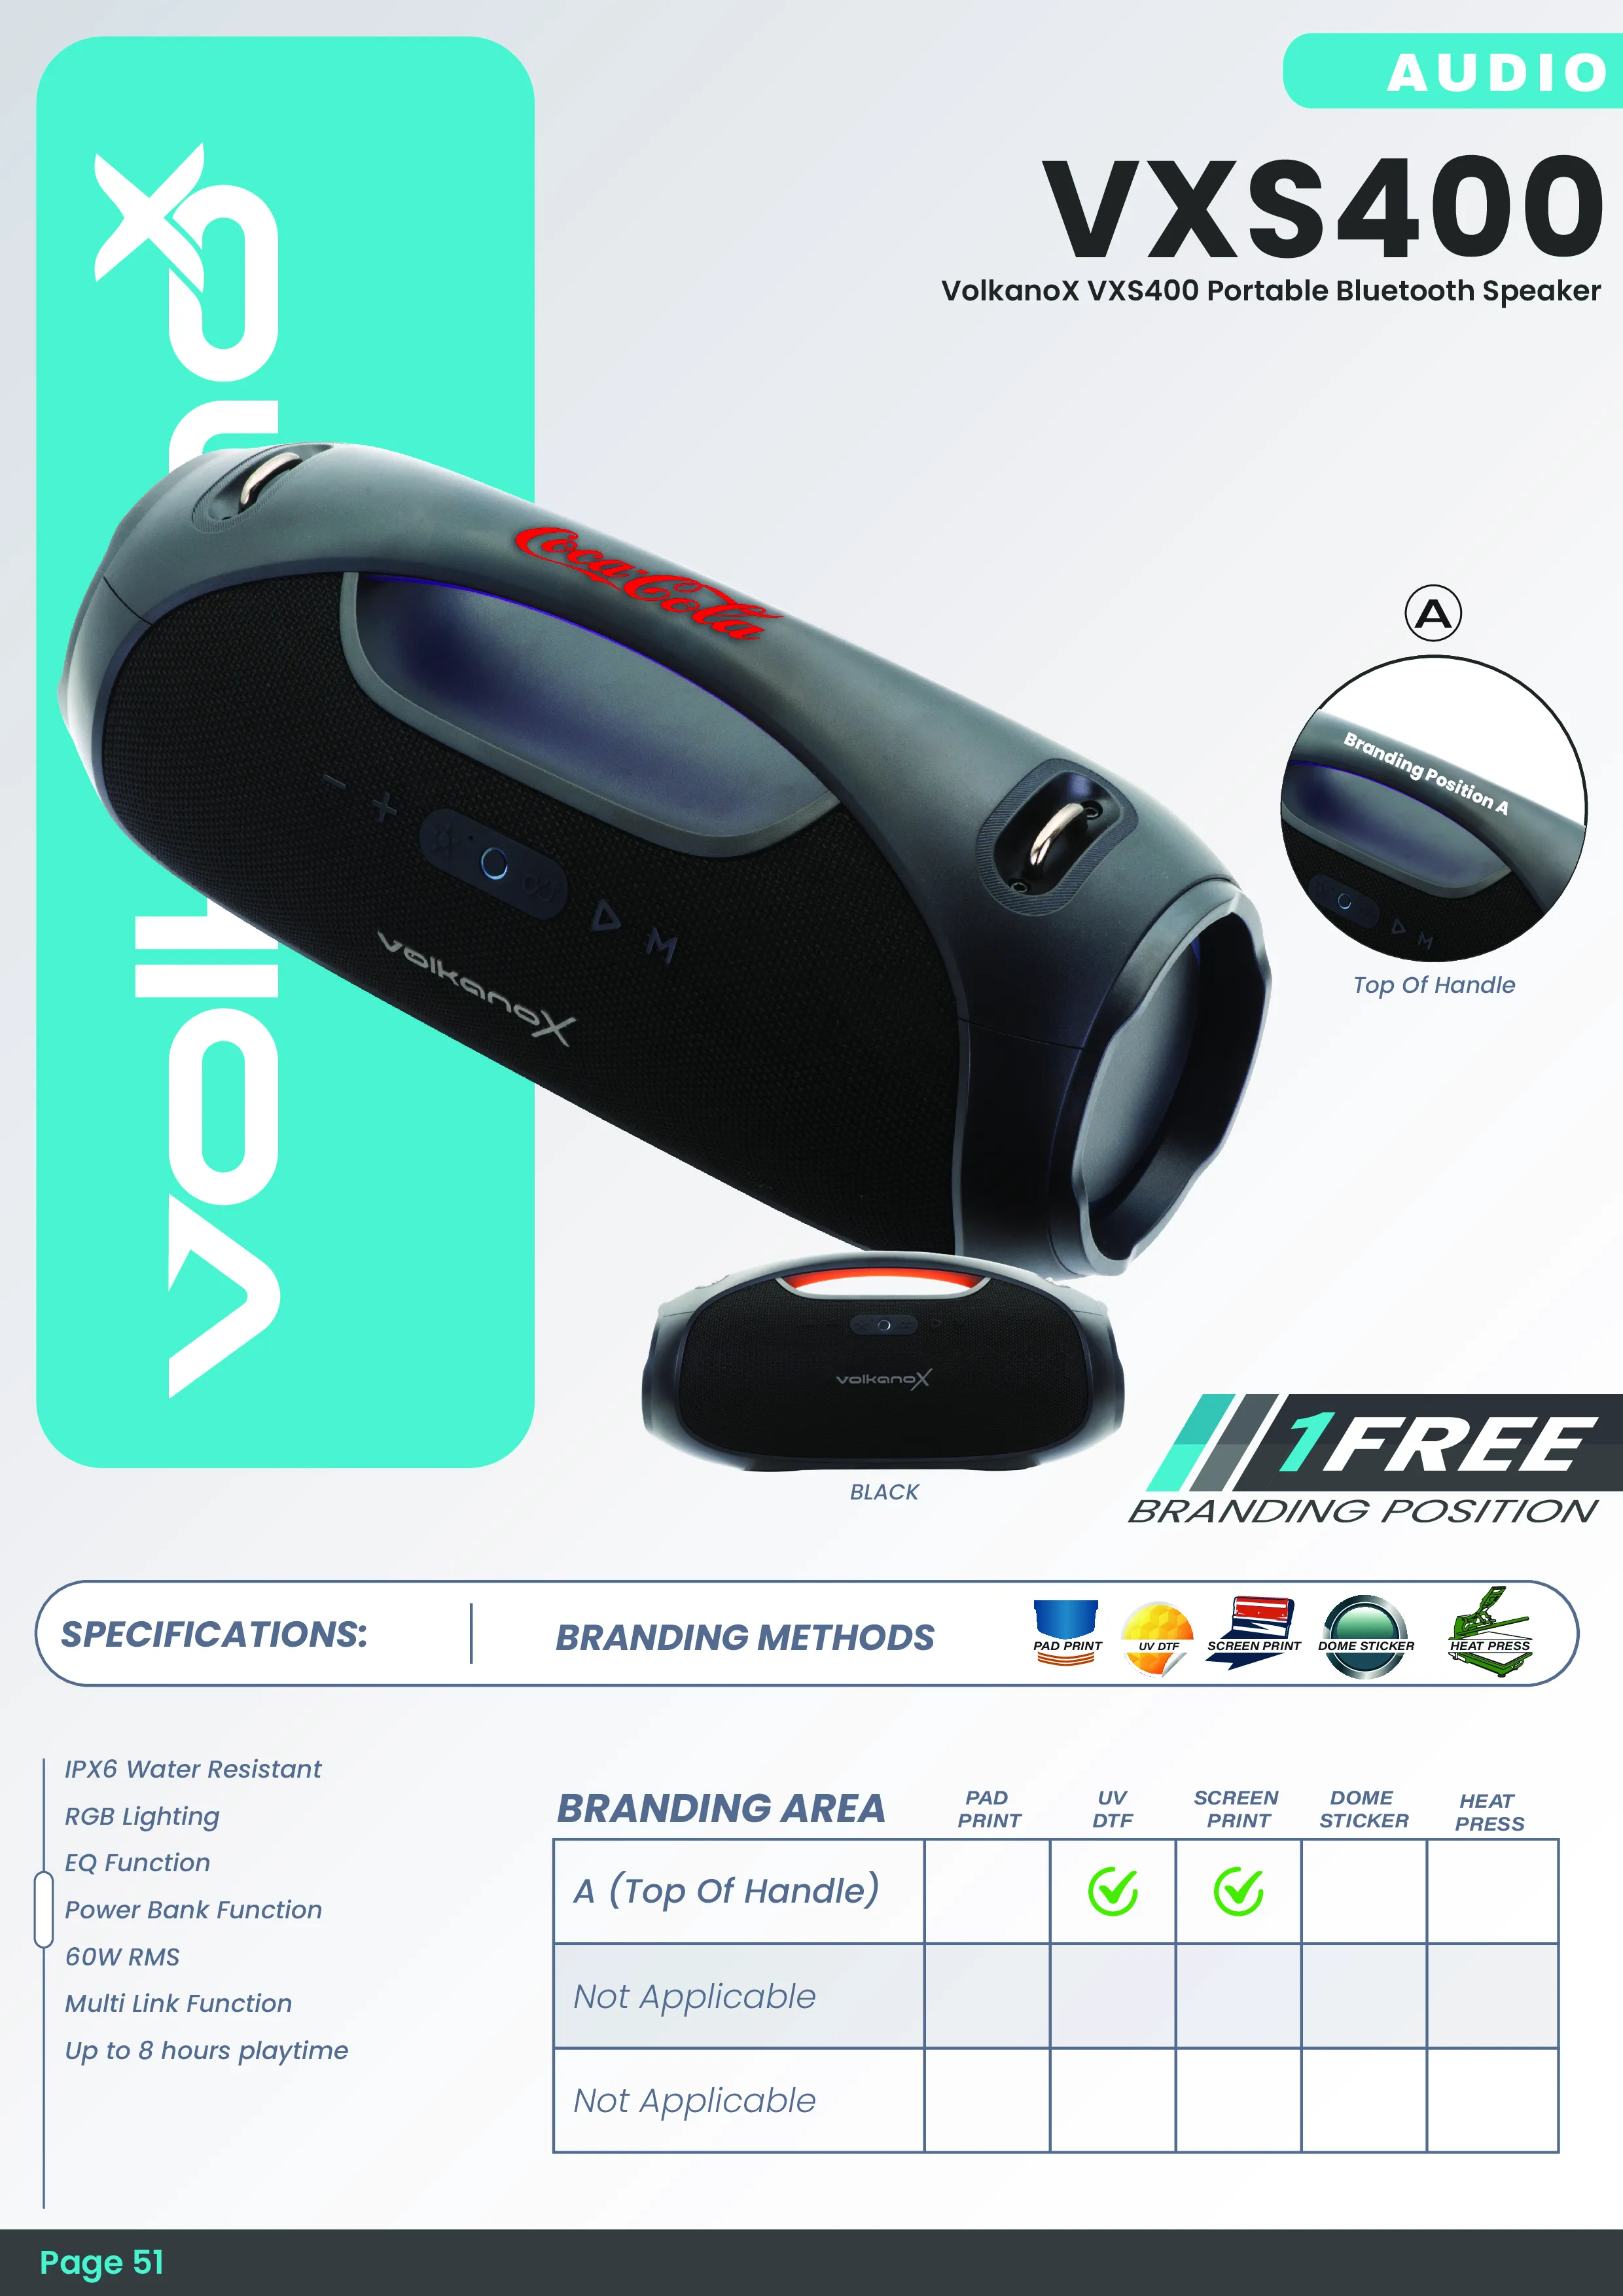 AUDIO
VXS400
VolkanoX VXS400 Portable Bluetooth Speaker
volkanoX
Coca-Cola
A
Branding Position A
M
Top Of Handle
M
volkanoX
volkanoX
BLACK
1 FREE
BRANDING POSITION
SPECIFICATIONS:
BRANDING METHODS
PAD PRINT
UV DTF
SCREEN PRINT
DOME STICKER
HEAT PRESS
IPX6 Water Resistant
RGB Lighting
EQ Function
Power Bank Function
60W RMS
Multi Link Function
Up to 8 hours playtime
BRANDING AREA
PAD PRINT
UV DTF
SCREEN PRINT
DOME STICKER
HEAT PRESS
A (Top Of Handle)
Not Applicable
Not Applicable
Page 51